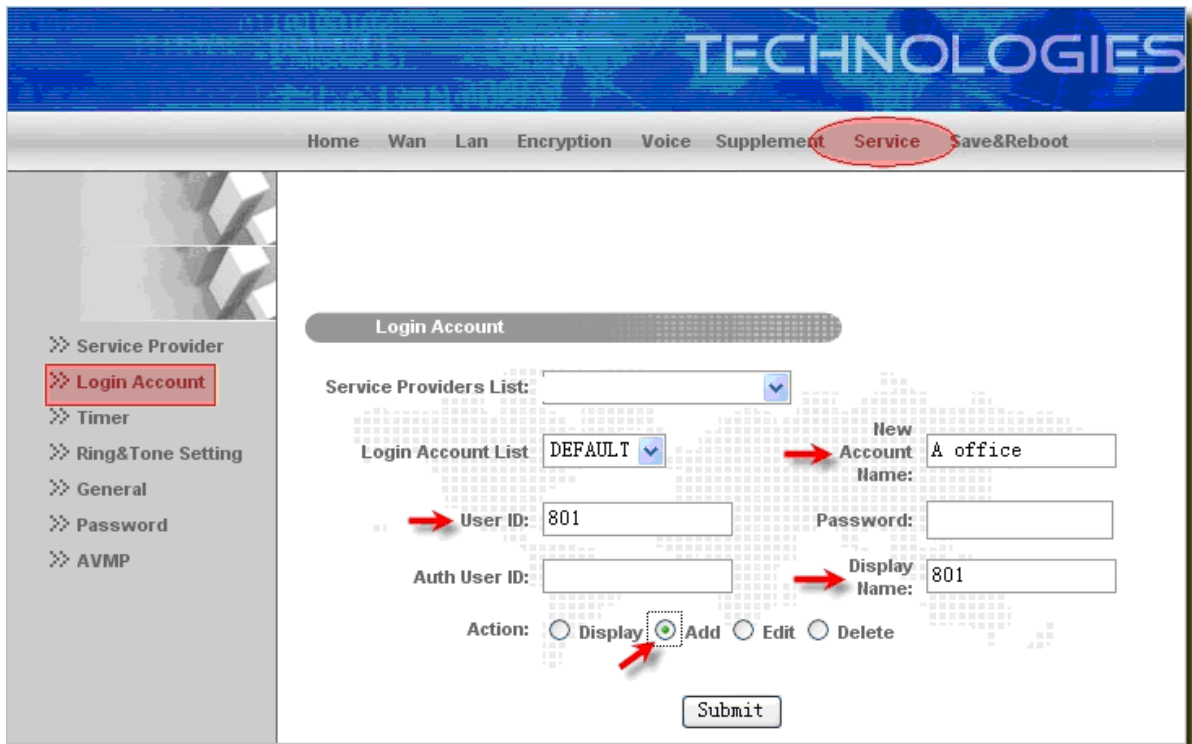 TECHNOLOGIES
Home Wan Lan Encryption Voice Supplement Service Save&Reboot
>> Service Provider
>> Login Account
>> Timer
>> Ring&Tone Setting
>> General
>> Password
>> AVMP
Login Account
Service Providers List:
Login Account List DEFAULT
New Account Name: A office
User ID: 801
Password:
Auth User ID:
Display Name: 801
Action: Display Add Edit Delete
Submit